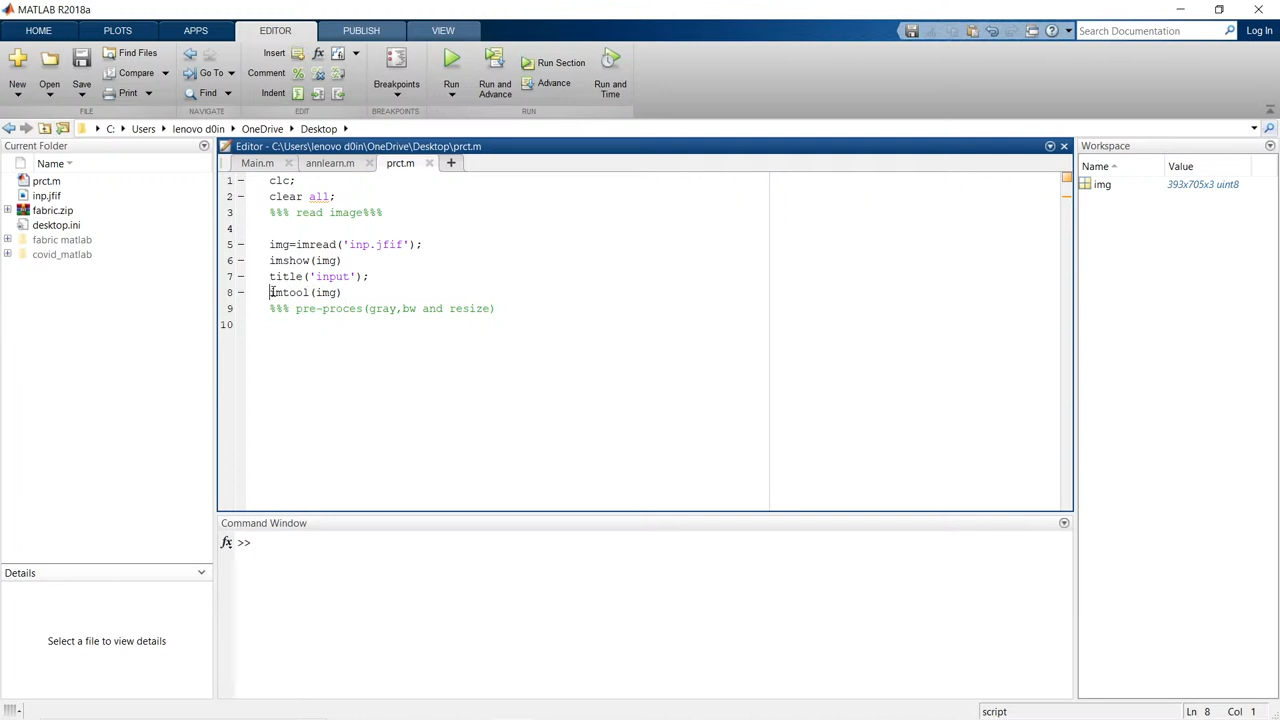 MATLAB R2018a
HOME PLOTS APPS EDITOR PUBLISH VIEW Search Documentation Log In
New Open Save Find Files Compare Print Go To Find Insert fx Comment % Indent Breakpoints Run Run and Advance Run Section Advance Run and Time
FILE NAVIGATE EDIT BREAKPOINTS RUN
C: Users lenovo d0in OneDrive Desktop
Current Folder
Name
prct.m
inp.jfif
fabric.zip
desktop.ini
fabric matlab
covid_matlab
Details
Select a file to view details
Editor - C:\Users\lenovo d0in\OneDrive\Desktop\prct.m
Main.m annlearn.m prct.m
1 clc;
2 clear all;
3 %%% read image%%%
4
5 img=imread('inp.jfif');
6 imshow(img)
7 title('input');
8 imtool(img)
9 %%% pre-proces(gray,bw and resize)
10
Command Window
fx >>
Workspace
Name Value
img 393x705x3 uint8
script Ln 8 Col 1